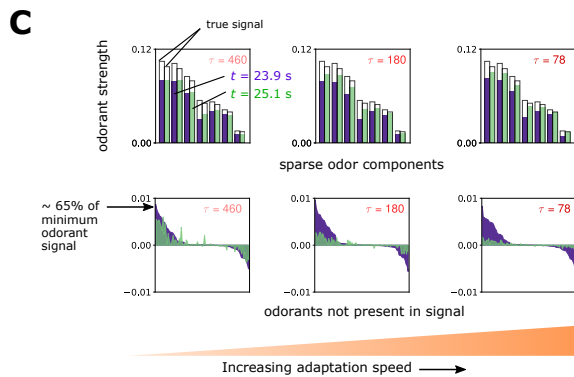 C
true signal
odorant strength
0.12
0.00
τ = 460
t = 23.9 s
t = 25.1 s
0.12
0.00
τ = 180
0.12
0.00
τ = 78
sparse odor components
~ 65% of
minimum
odorant
signal
0.01
0.00
−0.01
τ = 460
0.01
0.00
−0.01
τ = 180
0.01
0.00
−0.01
τ = 78
odorants not present in signal
Increasing adaptation speed